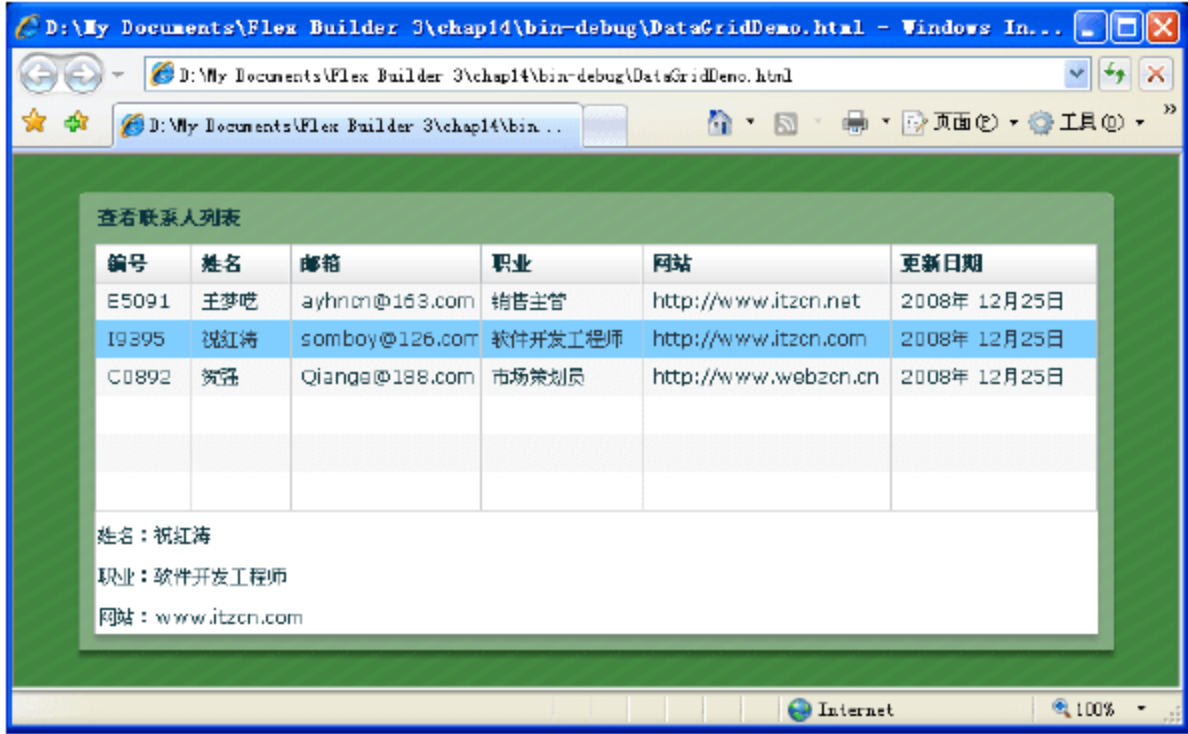 D:\My Documents\Flex Builder 3\chap14\bin-debug\DataGridDemo.html - Windows In...
D:\My Documents\Flex Builder 3\chap14\bin-debug\DataGridDemo.html
D:\My Documents\Flex Builder 3\chap14\bin... 页面(P) 工具(O) »
查看联系人列表
编号 姓名 邮箱 职业 网站 更新日期
E5091 ayhncn@163.com 销售主管 http://www.itzcn.net 2008年 12月25日
I9395 祝红涛 somboy@126.com 软件开发工程师 http://www.itzcn.com 2008年 12月25日
C0892 贺强 Qiange@188.com 市场策划员 http://www.webzcn.cn 2008年 12月25日
姓名：祝红涛
职业：软件开发工程师
网站：www.itzcn.com
Internet 100%